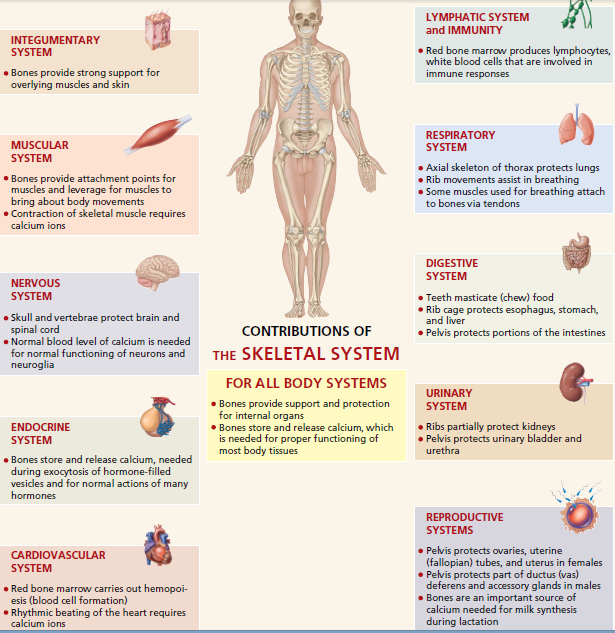 INTEGUMENTARY
SYSTEM
● Bones provide strong support for
overlying muscles and skin
MUSCULAR
SYSTEM
● Bones provide attachment points for
muscles and leverage for muscles to
bring about body movements
● Contraction of skeletal muscle requires
calcium ions
NERVOUS
SYSTEM
● Skull and vertebrae protect brain and
spinal cord
● Normal blood level of calcium is needed
for normal functioning of neurons and
neuroglia
ENDOCRINE
SYSTEM
● Bones store and release calcium, needed
during exocytosis of hormone-filled
vesicles and for normal actions of many
hormones
CARDIOVASCULAR
SYSTEM
● Red bone marrow carries out hemopoi-
esis (blood cell formation)
● Rhythmic beating of the heart requires
calcium ions
CONTRIBUTIONS OF
THE SKELETAL SYSTEM
FOR ALL BODY SYSTEMS
● Bones provide support and protection
for internal organs
● Bones store and release calcium, which
is needed for proper functioning of
most body tissues
LYMPHATIC SYSTEM
and IMMUNITY
● Red bone marrow produces lymphocytes,
white blood cells that are involved in
immune responses
RESPIRATORY
SYSTEM
● Axial skeleton of thorax protects lungs
● Rib movements assist in breathing
● Some muscles used for breathing attach
to bones via tendons
DIGESTIVE
SYSTEM
● Teeth masticate (chew) food
● Rib cage protects esophagus, stomach,
and liver
● Pelvis protects portions of the intestines
URINARY
SYSTEM
● Ribs partially protect kidneys
● Pelvis protects urinary bladder and
urethra
REPRODUCTIVE
SYSTEMS
● Pelvis protects ovaries, uterine
(fallopian) tubes, and uterus in females
● Pelvis protects part of ductus (vas)
deferens and accessory glands in males
● Bones are an important source of
calcium needed for milk synthesis
during lactation